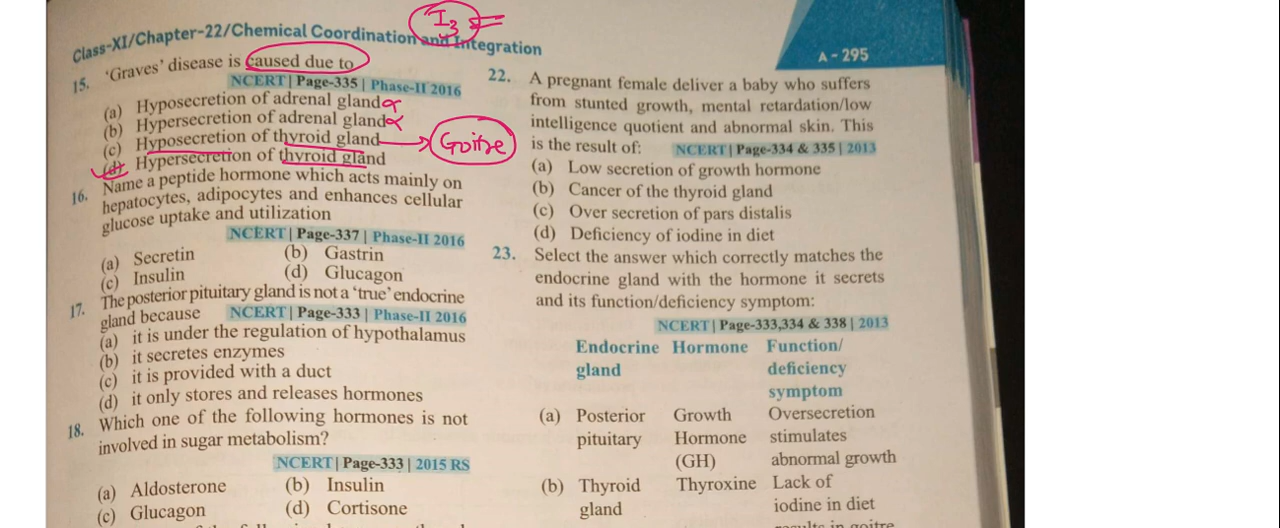 Class-XI/Chapter-22/Chemical Coordination and Integration
I3
A - 295
15. 'Graves' disease is caused due to
NCERT | Page-335 | Phase-II 2016
(a) Hyposecretion of adrenal gland
(b) Hypersecretion of adrenal gland
(c) Hyposecretion of thyroid gland
Goitre
(d) Hypersecretion of thyroid gland
16. Name a peptide hormone which acts mainly on
hepatocytes, adipocytes and enhances cellular
glucose uptake and utilization
NCERT | Page-337 | Phase-II 2016
(a) Secretin (b) Gastrin
(c) Insulin (d) Glucagon
17. The posterior pituitary gland is not a 'true' endocrine
gland because NCERT | Page-333 | Phase-II 2016
(a) it is under the regulation of hypothalamus
(b) it secretes enzymes
(c) it is provided with a duct
(d) it only stores and releases hormones
18. Which one of the following hormones is not
involved in sugar metabolism?
NCERT | Page-333 | 2015 RS
(a) Aldosterone (b) Insulin
(c) Glucagon (d) Cortisone
22. A pregnant female deliver a baby who suffers
from stunted growth, mental retardation/low
intelligence quotient and abnormal skin. This
is the result of: NCERT | Page-334 & 335 | 2013
(a) Low secretion of growth hormone
(b) Cancer of the thyroid gland
(c) Over secretion of pars distalis
(d) Deficiency of iodine in diet
23. Select the answer which correctly matches the
endocrine gland with the hormone it secrets
and its function/deficiency symptom:
NCERT | Page-333,334 & 338 | 2013
Endocrine Hormone Function/
gland deficiency
symptom
(a) Posterior Growth Oversecretion
pituitary Hormone stimulates
(GH) abnormal growth
(b) Thyroid Thyroxine Lack of
gland iodine in diet
results in goitre